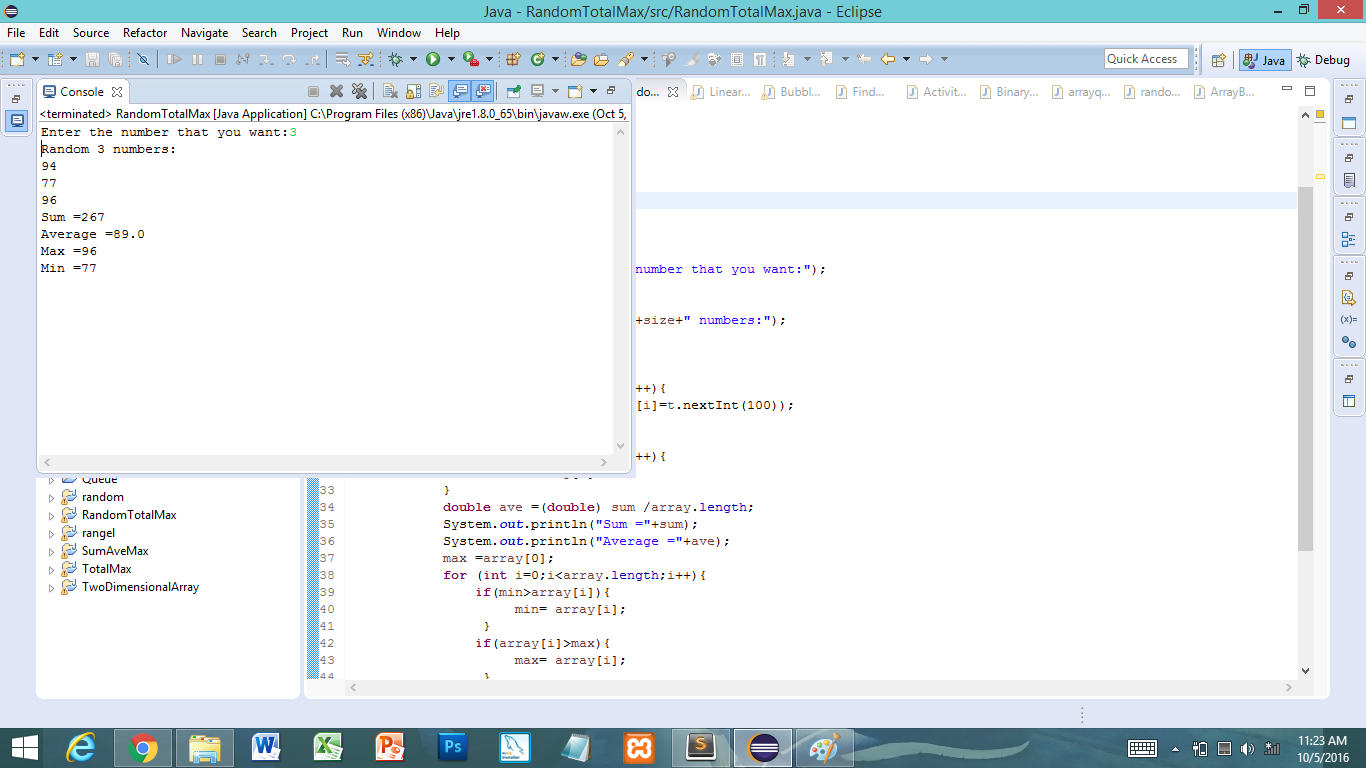 Java - RandomTotalMax/src/RandomTotalMax.java - Eclipse
File Edit Source Refactor Navigate Search Project Run Window Help
Quick Access
Java
Debug
Console
do...
Linear...
Bubbl...
Find...
Activit...
Binary...
arrayq...
rando...
ArrayB...
<terminated> RandomTotalMax [Java Application] C:\Program Files (x86)\Java\jre1.8.0_65\bin\javaw.exe (Oct 5,
Enter the number that you want:3
Random 3 numbers:
94
77
96
Sum =267
Average =89.0
Max =96
Min =77
number that you want:");
+size+" numbers:");
++){
[i]=t.nextInt(100));
++){
Queue
random
RandomTotalMax
rangel
SumAveMax
TotalMax
TwoDimensionalArray
33 }
34 double ave =(double) sum /array.length;
35 System.out.println("Sum ="+sum);
36 System.out.println("Average ="+ave);
37 max =array[0];
38 for (int i=0;i<array.length;i++){
39 if(min>array[i]){
40 min= array[i];
41 }
42 if(array[i]>max){
43 max= array[i];
44 }
(x)=
11:23 AM
10/5/2016